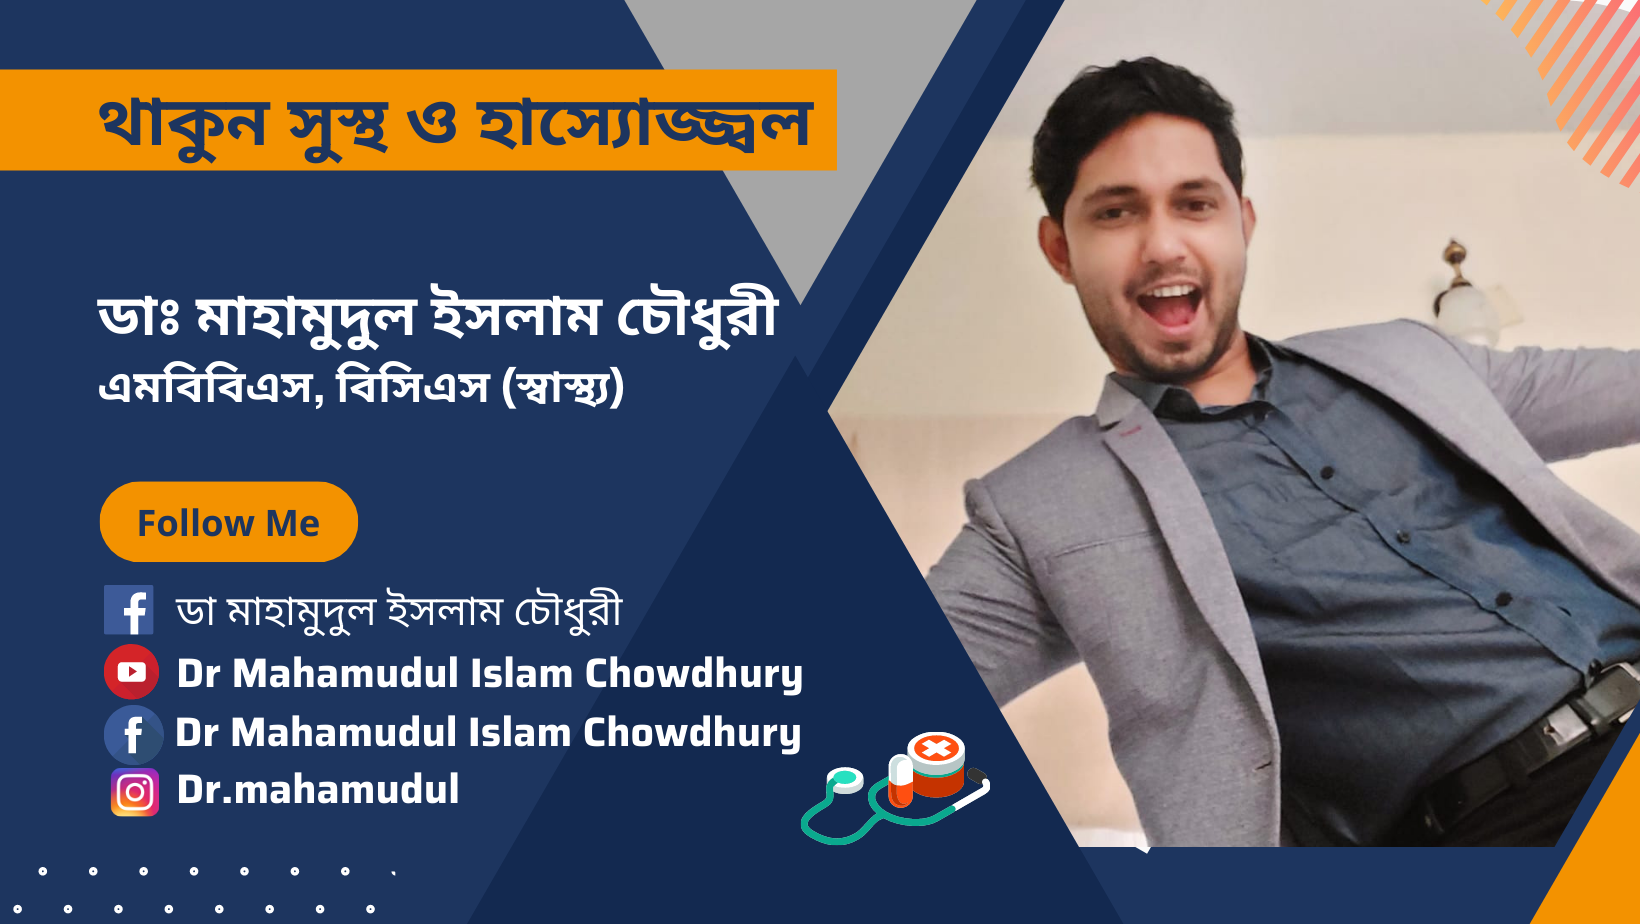 থাকুন সুস্থ ও হাস্যোজ্জ্বল
ডাঃ মাহামুদুল ইসলাম চৌধুরী
এমবিবিএস, বিসিএস (স্বাস্থ্য)
Follow Me
ডা মাহামুদুল ইসলাম চৌধুরী
Dr Mahamudul Islam Chowdhury
Dr Mahamudul Islam Chowdhury
Dr.mahamudul